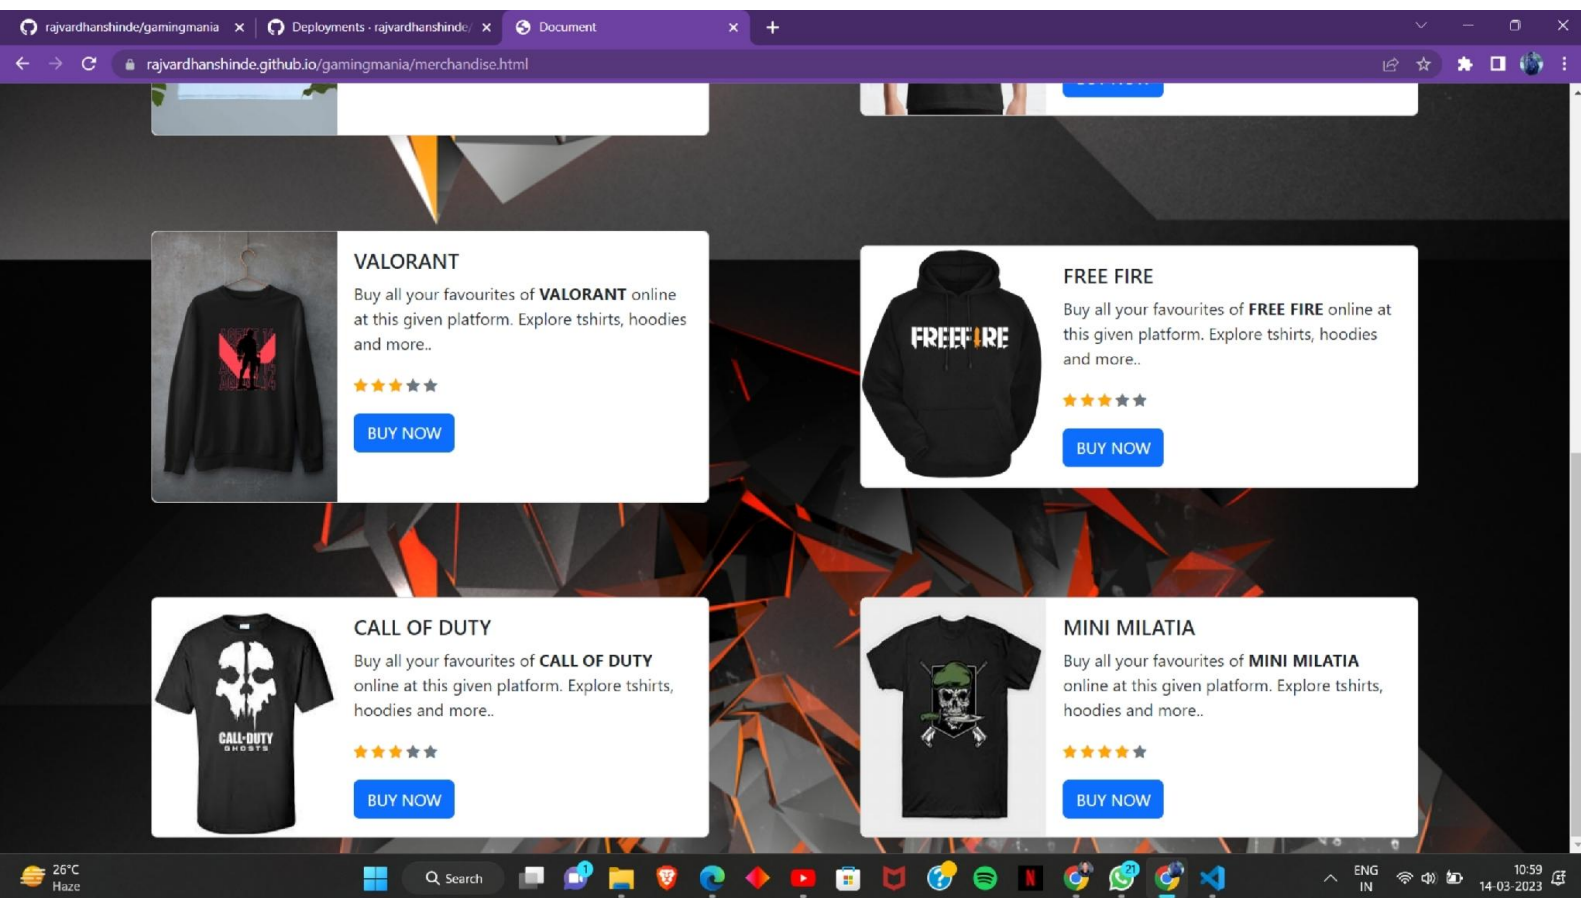 rajvardhanshinde/gamingmania
Deployments · rajvardhanshinde/
Document
rajvardhanshinde.github.io/gamingmania/merchandise.html
BUY NOW
VALORANT
Buy all your favourites of VALORANT online
at this given platform. Explore tshirts, hoodies
and more..
BUY NOW
FREEFIRE
FREE FIRE
Buy all your favourites of FREE FIRE online at
this given platform. Explore tshirts, hoodies
and more..
BUY NOW
CALL·DUTY
GHOSTS
CALL OF DUTY
Buy all your favourites of CALL OF DUTY
online at this given platform. Explore tshirts,
hoodies and more..
BUY NOW
MINI MILATIA
Buy all your favourites of MINI MILATIA
online at this given platform. Explore tshirts,
hoodies and more..
BUY NOW
26°C
Haze
Search
1
N
21
ENG
IN
10:59
14-03-2023